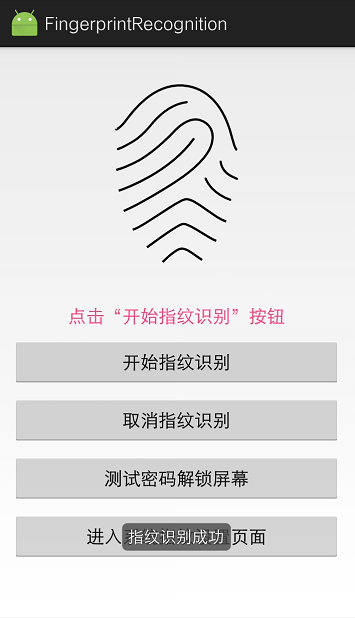 FingerprintRecognition
点击“开始指纹识别”按钮
开始指纹识别
取消指纹识别
测试密码解锁屏幕
进入
指纹识别成功
页面